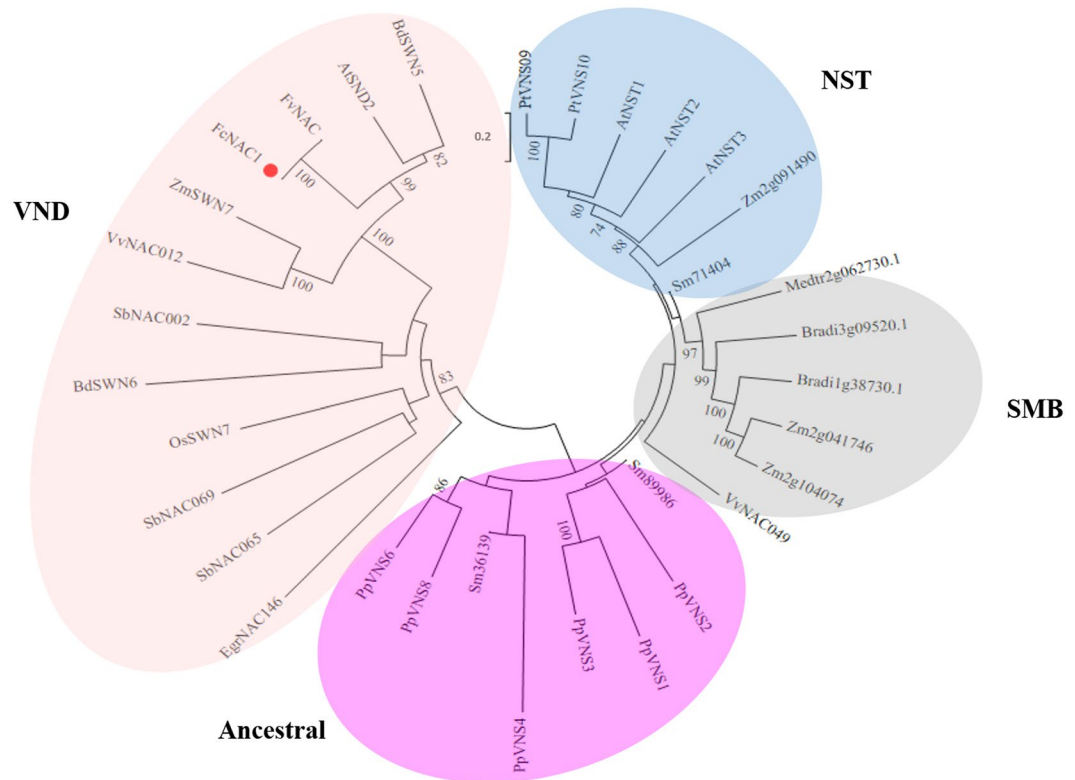 NST
VND
SMB
Ancestral
0.2
BdSWN5
AtSND2
FvNAC
FcNAC1
ZmSWN7
VvNAC012
SbNAC002
BdSWN6
OsSWN7
SbNAC069
SbNAC065
EgrNAC146
82
99
100
100
100
83
PtVNS09
PtVNS10
AtNST1
AtNST2
AtNST3
Zm2g091490
Sm71404
100
80
74
88
Medtr2g062730.1
Bradi3g09520.1
Bradi1g38730.1
Zm2g041746
Zm2g104074
VvNAC049
97
99
100
100
Sm89986
PpVNS2
PpVNS1
PpVNS3
PpVNS4
Sm36139
PpVNS8
PpVNS6
100
86